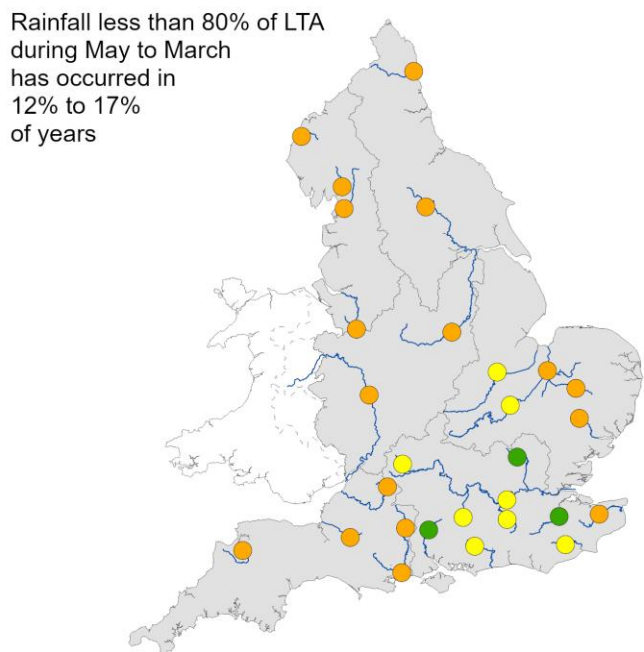 Rainfall less than 80% of LTA
during May to March
has occurred in
12% to 17%
of years